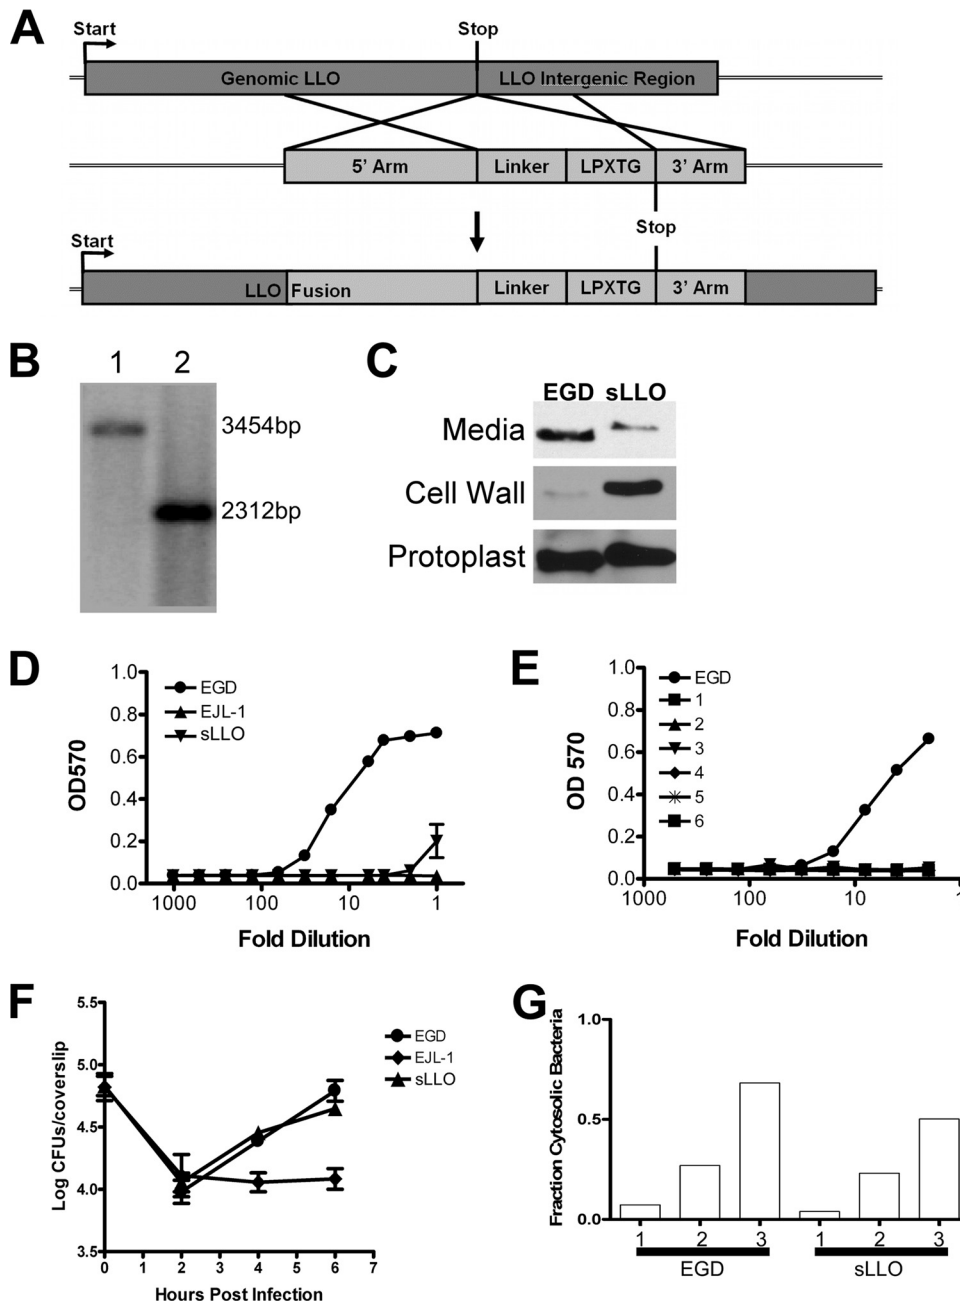 A
Start
Stop
Genomic LLO
LLO Intergenic Region
5' Arm
Linker
LPXTG
3' Arm
Stop
Start
LLO Fusion
Linker
LPXTG
3' Arm
B
1 2
3454bp
2312bp
C
EGD sLLO
Media
Cell Wall
Protoplast
D
1.0
0.8
0.6
0.4
0.2
0.0
OD570
EGD
EJL-1
sLLO
1000 100 10 1
Fold Dilution
E
1.0
0.8
0.6
0.4
0.2
0.0
OD 570
EGD
1
2
3
4
5
6
1000 100 10 1
Fold Dilution
F
5.5
5.0
4.5
4.0
3.5
Log CFUs/coverslip
EGD
EJL-1
sLLO
0 1 2 3 4 5 6 7
Hours Post Infection
G
1.0
0.5
0.0
Fraction Cytosolic Bacteria
1 2 3 1 2 3
EGD sLLO